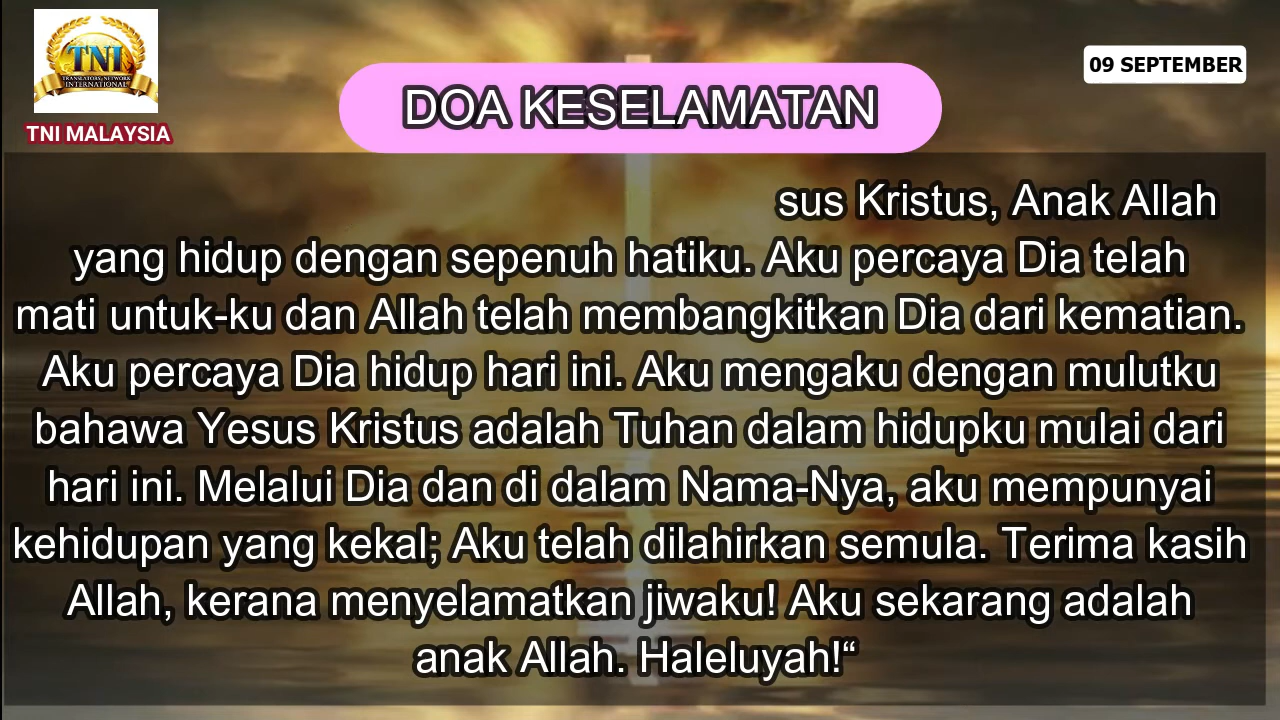 TNI
TRANSLATORS NETWORK
INTERNATIONAL
TNI MALAYSIA
09 SEPTEMBER
DOA KESELAMATAN
sus Kristus, Anak Allah
yang hidup dengan sepenuh hatiku. Aku percaya Dia telah
mati untuk-ku dan Allah telah membangkitkan Dia dari kematian.
Aku percaya Dia hidup hari ini. Aku mengaku dengan mulutku
bahawa Yesus Kristus adalah Tuhan dalam hidupku mulai dari
hari ini. Melalui Dia dan di dalam Nama-Nya, aku mempunyai
kehidupan yang kekal; Aku telah dilahirkan semula. Terima kasih
Allah, kerana menyelamatkan jiwaku! Aku sekarang adalah
anak Allah. Haleluyah!“